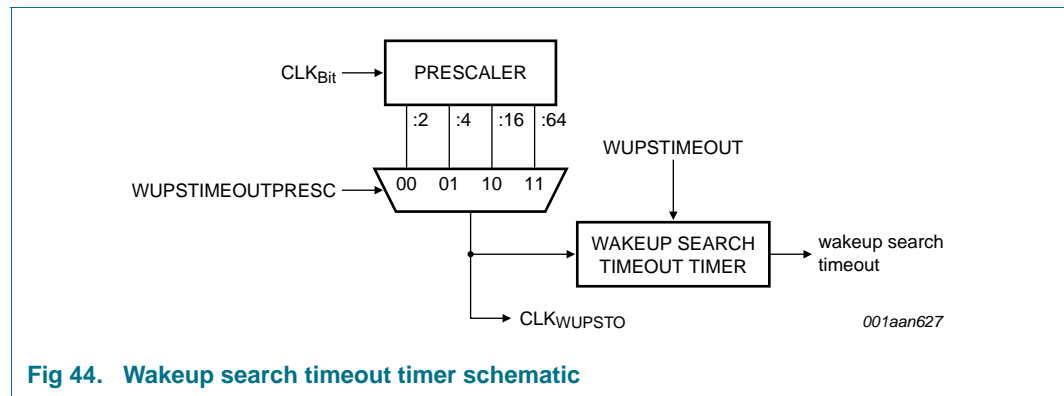 CLKBit
PRESCALER
:2 :4 :16 :64
WUPSTIMEOUT
WUPSTIMEOUTPRESC
00 01 10 11
WAKEUP SEARCH
TIMEOUT TIMER
wakeup search
timeout
CLKWUPSTO
001aan627
Fig 44. Wakeup search timeout timer schematic